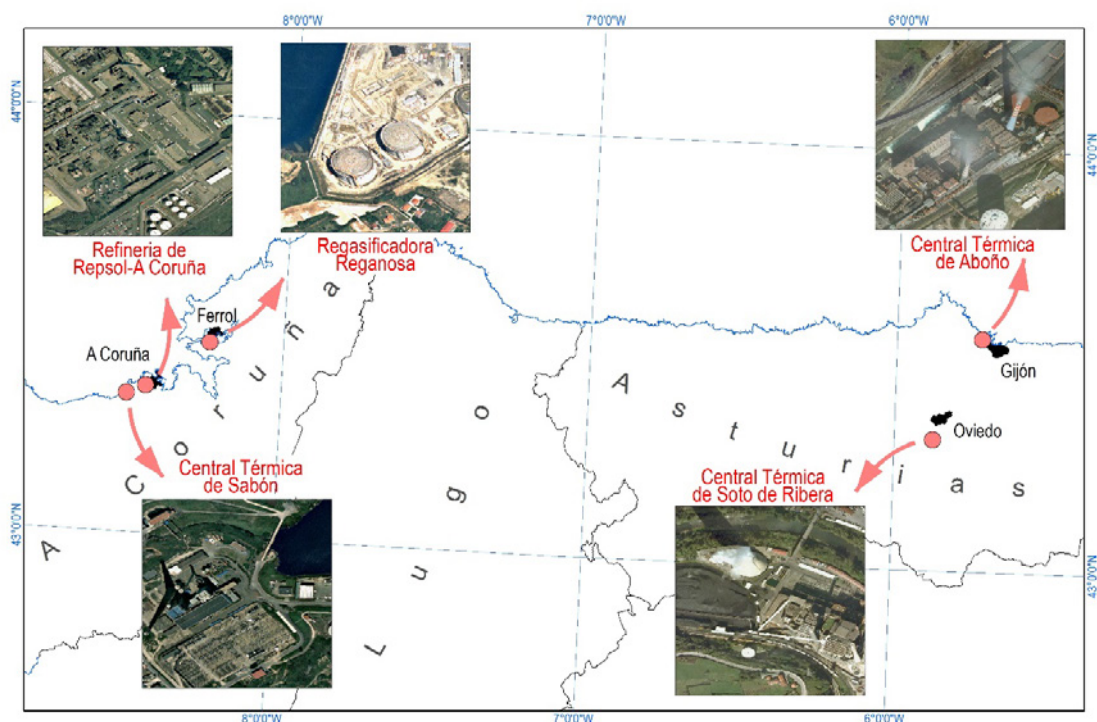 8°0'0"W
7°0'0"W
6°0'0"W
44°0'0"N
44°0'0"N
Refineria de
Repsol-A Coruña
Regasificadora
Reganosa
Central Térmica
de Aboño
Ferrol
A Coruña
Gijón
Oviedo
A Coruña
Lugo
Asturias
Central Térmica
de Sabón
Central Térmica
de Soto de Ribera
43°0'0"N
43°0'0"N
8°0'0"W
7°0'0"W
6°0'0"W